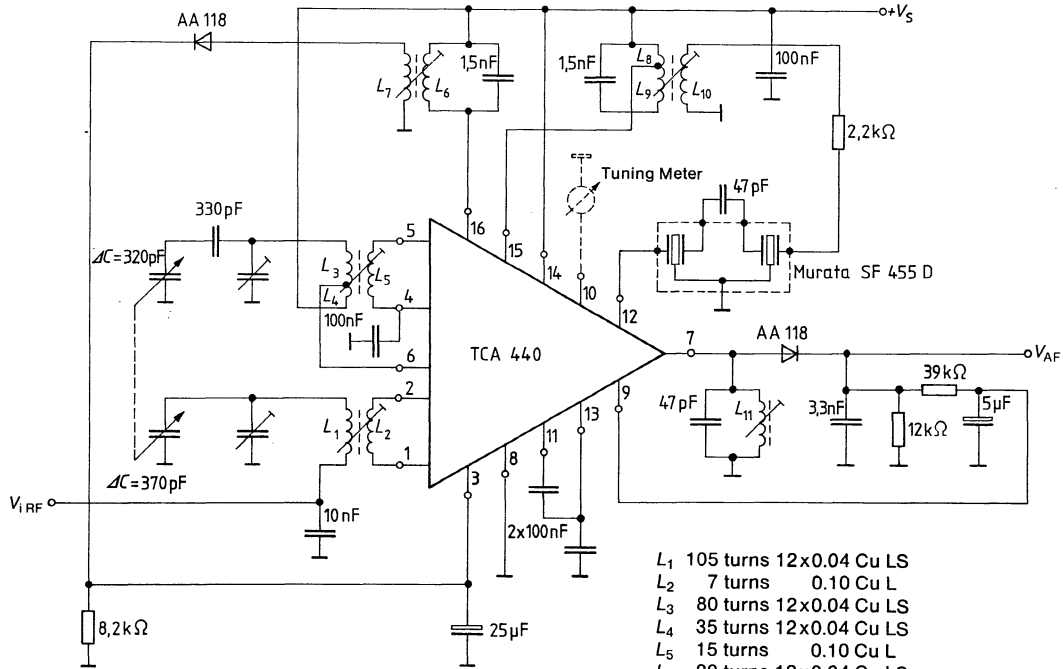 AA 118
+VS
1,5nF
L7
L6
1,5nF
L8
L9
L10
100nF
2,2kΩ
Tuning Meter
47pF
Murata SF 455 D
330pF
ΔC=320pF
L3
L4
L5
100nF
5
4
6
2
1
16
15
14
10
12
TCA 440
7
AA 118
VAF
39kΩ
3,3nF
12kΩ
5µF
47pF
L11
9
13
11
8
3
L1
L2
ΔC=370pF
Vi RF
10nF
2x100nF
8,2kΩ
25µF
L1 105 turns 12x0.04 Cu LS
L2 7 turns 0.10 Cu L
L3 80 turns 12x0.04 Cu LS
L4 35 turns 12x0.04 Cu LS
L5 15 turns 0.10 Cu L